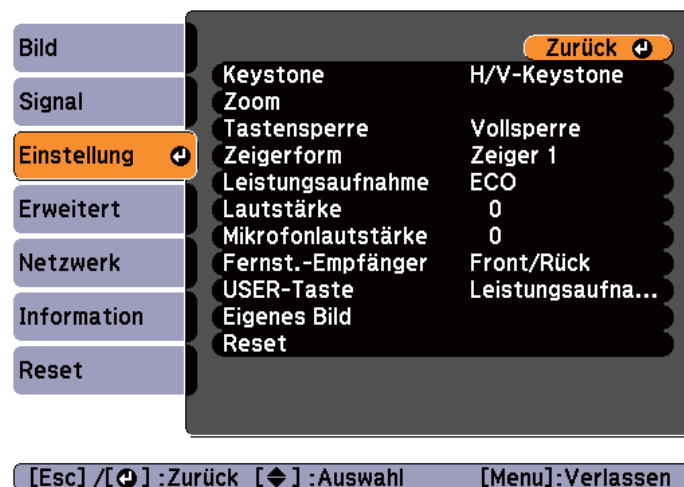 Bild
Signal
Einstellung
Erweitert
Netzwerk
Information
Reset
Zurück
Keystone H/V-Keystone
Zoom
Tastensperre Vollsperre
Zeigerform Zeiger 1
Leistungsaufnahme ECO
Lautstärke 0
Mikrofonlautstärke 0
Fernst.-Empfänger Front/Rück
USER-Taste Leistungsaufna...
Eigenes Bild
Reset
[Esc] /[↵] :Zurück [◆] :Auswahl [Menu]:Verlassen